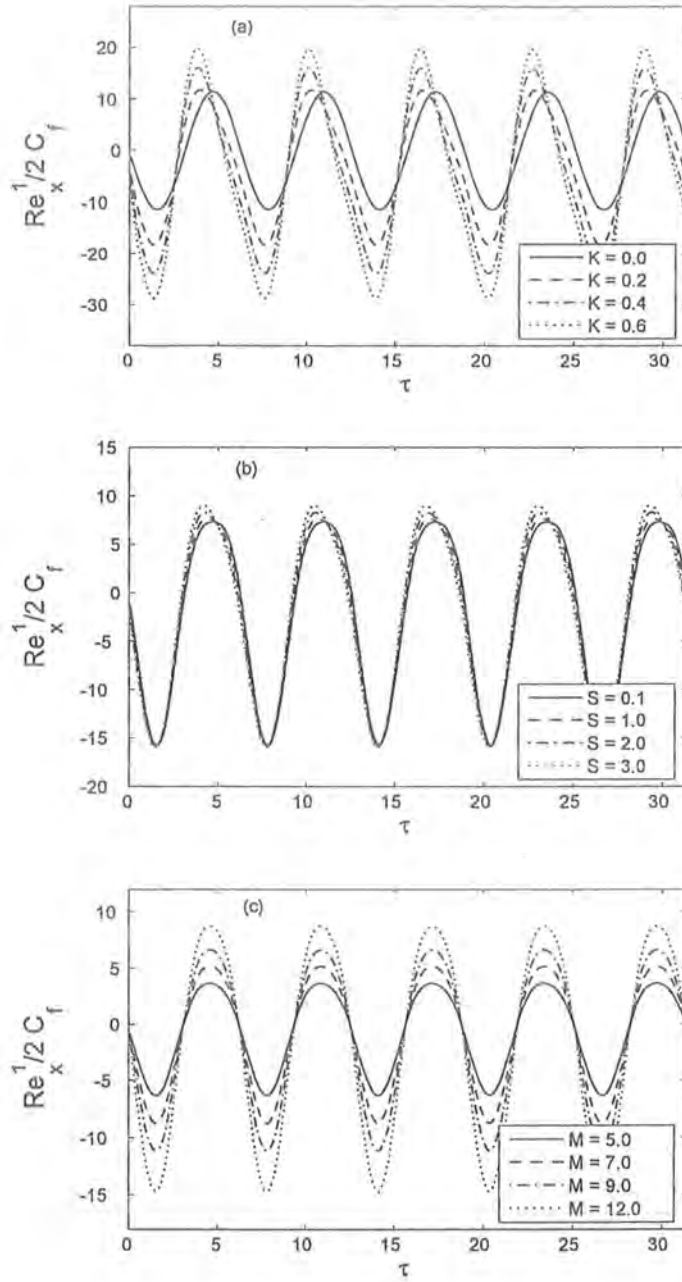 (a)
20
10
0
-10
-20
-30
Re_x^1/2 C_f
K = 0.0
K = 0.2
K = 0.4
K = 0.6
0 5 10 15 20 25 30
τ
(b)
15
10
5
0
-5
-10
-15
-20
Re_x^1/2 C_f
S = 0.1
S = 1.0
S = 2.0
S = 3.0
0 5 10 15 20 25 30
τ
(c)
10
5
0
-5
-10
-15
Re_x^1/2 C_f
M = 5.0
M = 7.0
M = 9.0
M = 12.0
0 5 10 15 20 25 30
τ